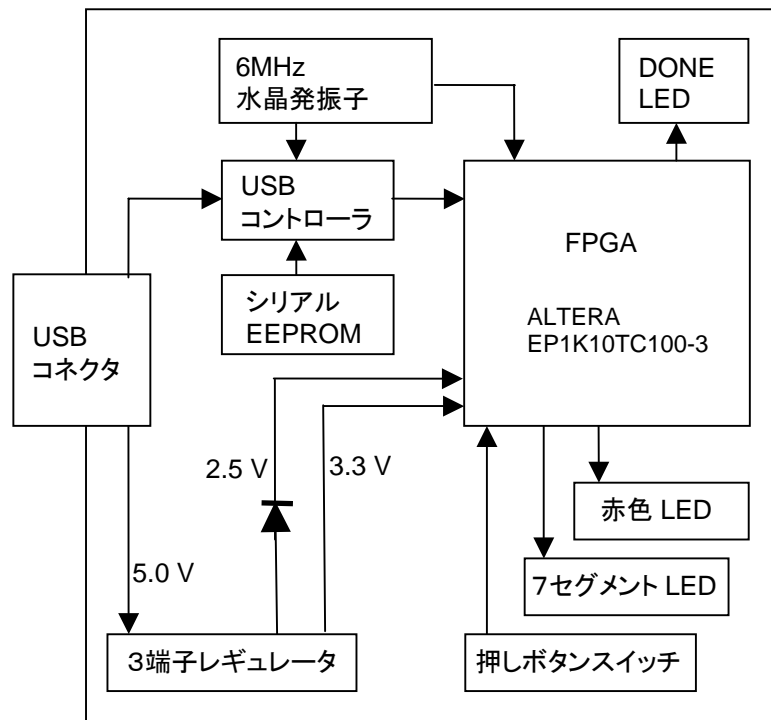 6MHz
水晶発振子
DONE
LED
USB
コントローラ
FPGA
ALTERA
EP1K10TC100-3
シリアル
EEPROM
USB
コネクタ
2.5 V
3.3 V
赤色 LED
5.0 V
７セグメント LED
３端子レギュレータ
押しボタンスイッチ